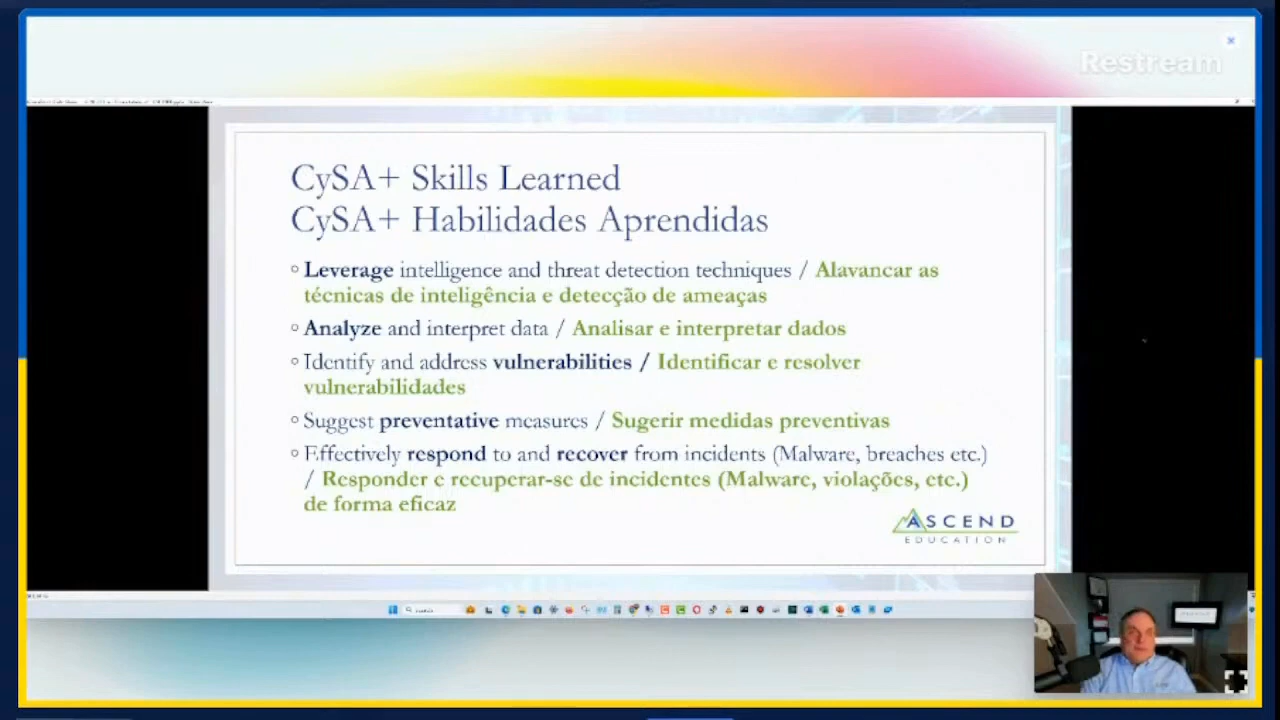 Restream
CySA+ Skills Learned
CySA+ Habilidades Aprendidas
Leverage intelligence and threat detection techniques / Alavancar as
técnicas de inteligência e detecção de ameaças
Analyze and interpret data / Analisar e interpretar dados
Identify and address vulnerabilities / Identificar e resolver
vulnerabilidades
Suggest preventative measures / Sugerir medidas preventivas
Effectively respond to and recover from incidents (Malware, breaches etc.)
/ Responder e recuperar-se de incidentes (Malware, violações, etc.)
de forma eficaz
ASCEND
EDUCATION
Search